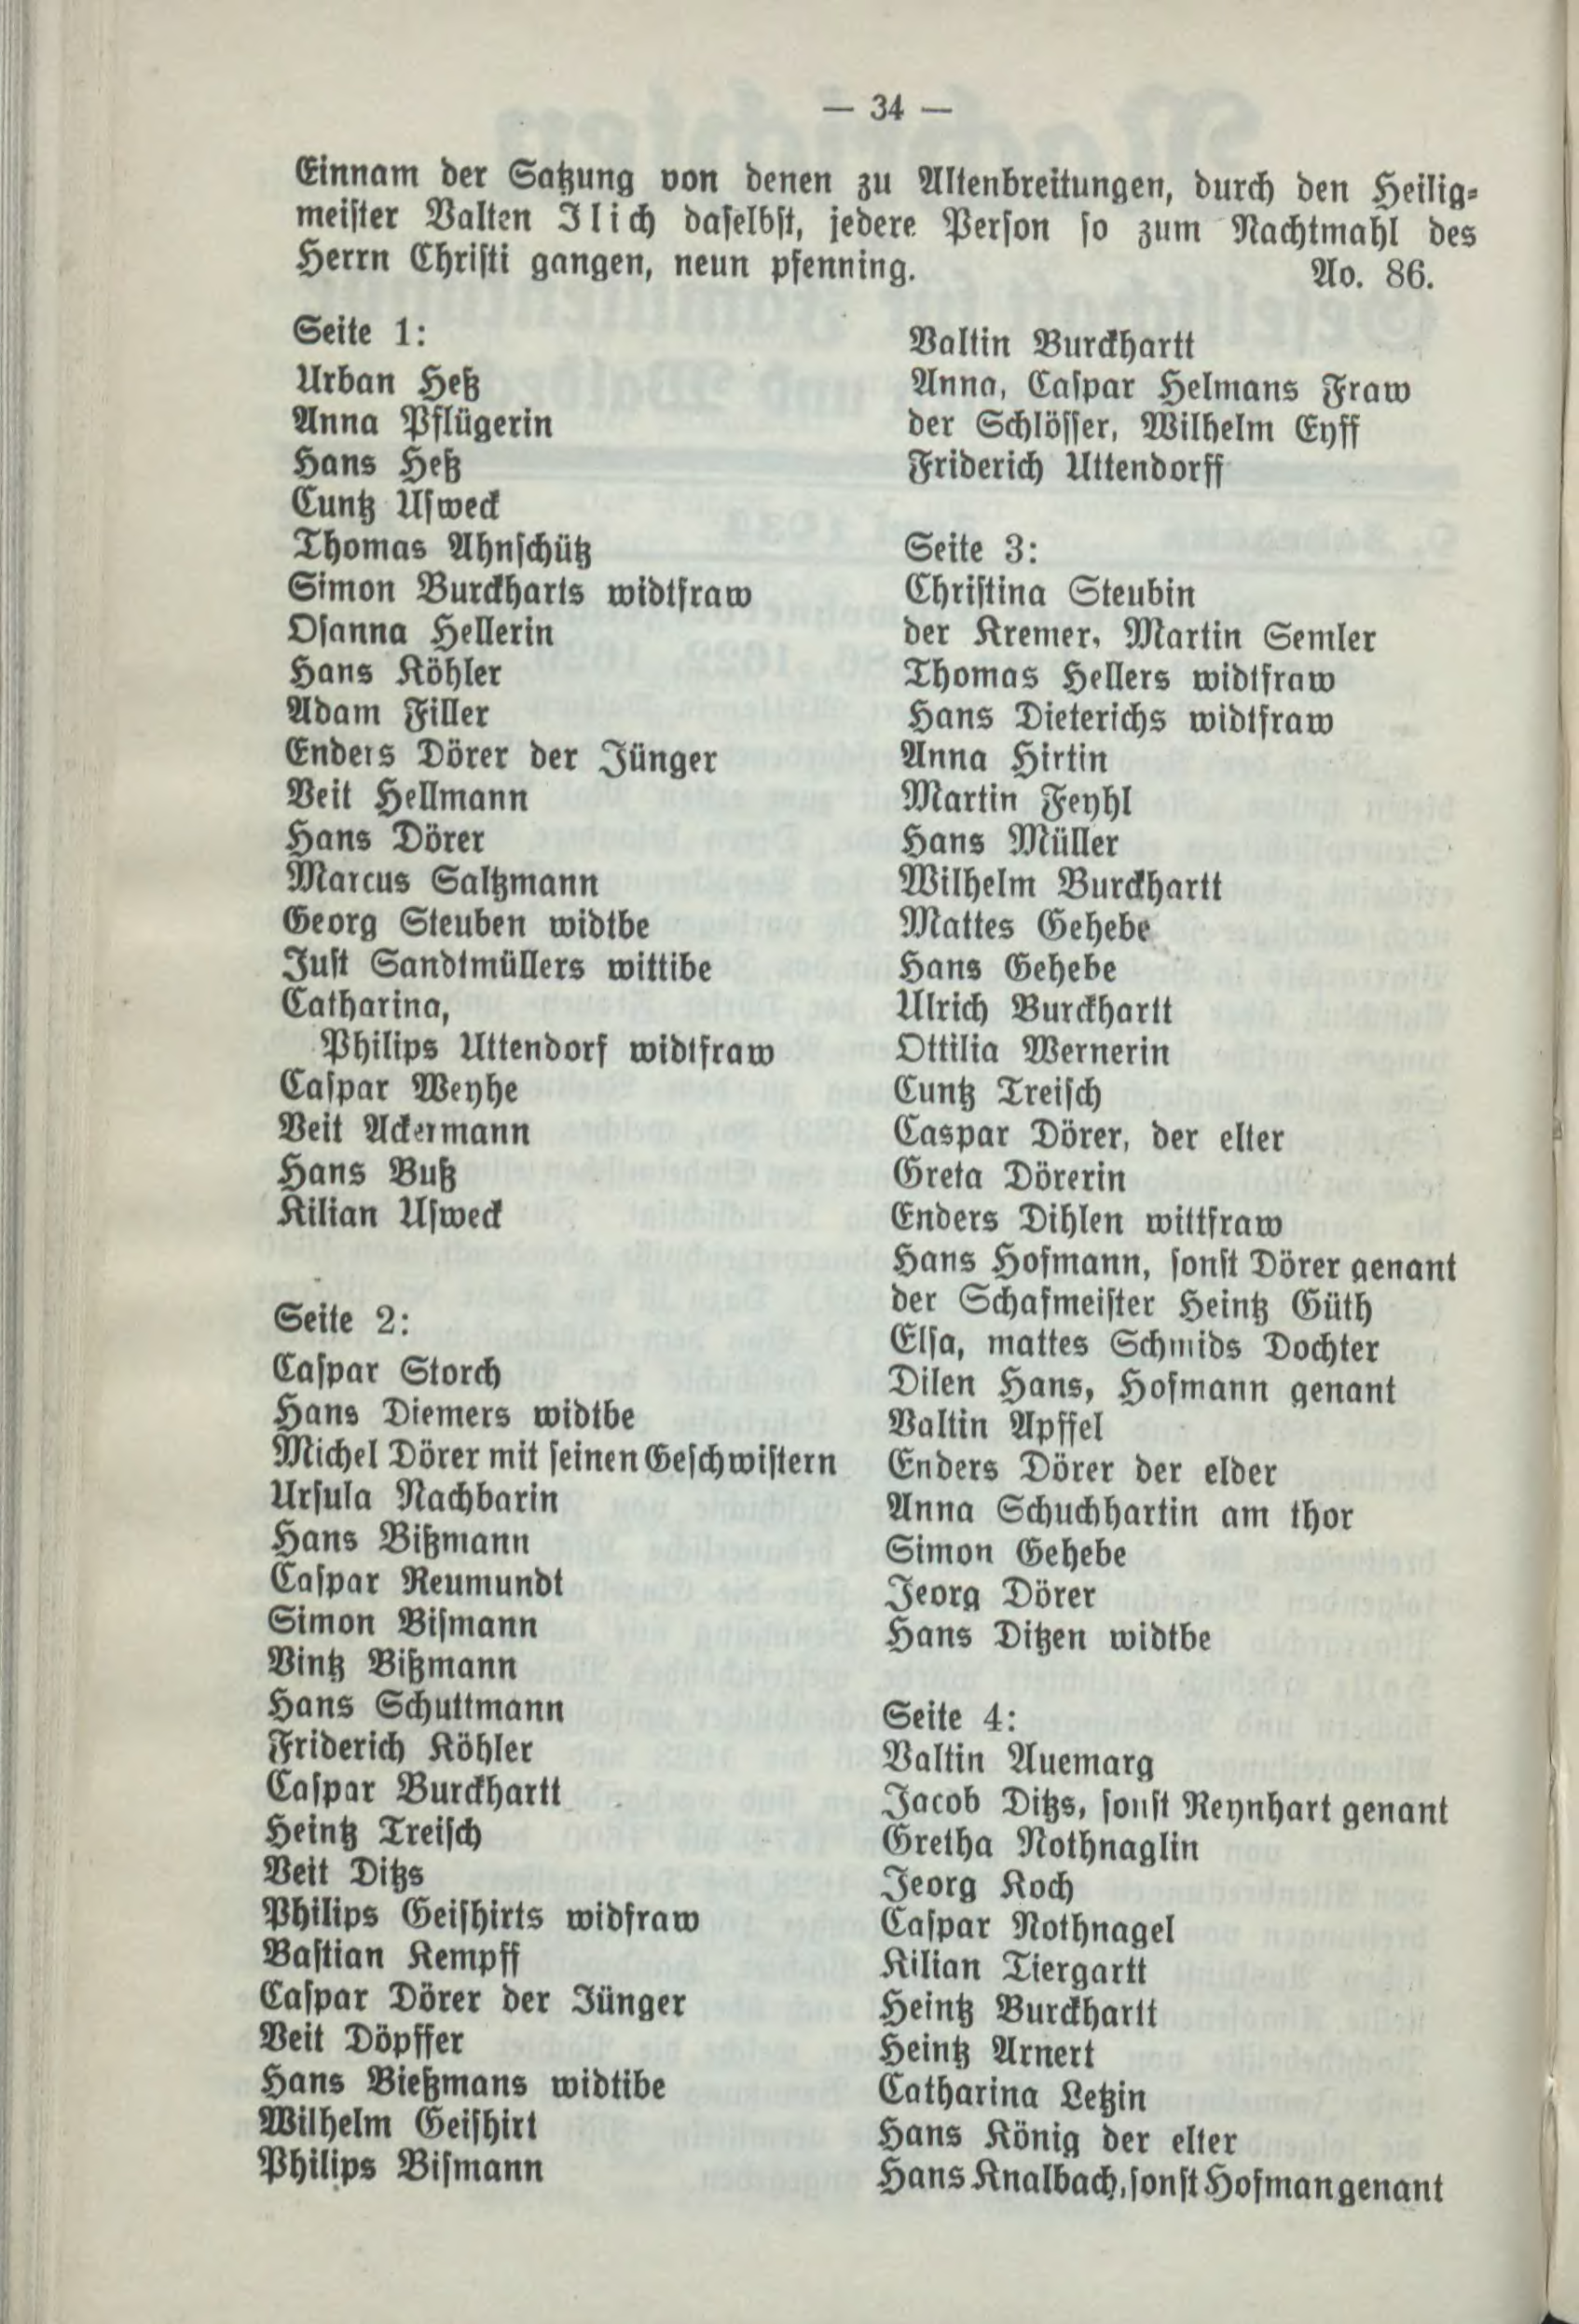 — 34 —
Einnam der Satzung von denen zu Altenbreitungen, durch den Heilig-
meister Valten Ilich daselbst, jedere Person so zum Nachtmahl des
Herrn Christi gangen, neun pfenning. Ao. 86.
Seite 1:
Urban Heß
Anna Pflügerin
Hans Heß
Cuntz Usweck
Thomas Ahnschütz
Simon Burckharts widtfraw
Osanna Hellerin
Hans Köhler
Adam Filler
Enders Dörer der Jünger
Veit Hellmann
Hans Dörer
Marcus Saltzmann
Georg Steuben widtbe
Just Sandtmüllers wittibe
Catharina,
Philips Uttendorf widtfraw
Caspar Weyhe
Veit Ackermann
Hans Butz
Kilian Usweck
Seite 2:
Caspar Storch
Hans Diemers widtbe
Michel Dörer mit seinen Geschwistern
Ursula Nachbarin
Hans Bißmann
Caspar Reumundt
Simon Bismann
Vintz Bißmann
Hans Schuttmann
Friderich Köhler
Caspar Burckhartt
Heintz Treisch
Veit Ditzs
Philips Geishirts widfraw
Bastian Kempff
Caspar Dörer der Jünger
Veit Döpffer
Hans Bießmans widtibe
Wilhelm Geishirt
Philips Bismann
Valtin Burckhartt
Anna, Caspar Helmans Fraw
der Schlösser, Wilhelm Eyff
Friderich Uttendorff
Seite 3:
Christina Steubin
der Kremer, Martin Semler
Thomas Hellers widtfraw
Hans Dieterichs widtfraw
Anna Hirtin
Martin Feyhl
Hans Müller
Wilhelm Burckhartt
Mattes Gehebe
Hans Gehebe
Ulrich Burckhartt
Ottilia Wernerin
Cuntz Treisch
Caspar Dörer, der elter
Greta Dörerin
Enders Dihlen wittfraw
Hans Hofmann, sonst Dörer genant
der Schafmeister Heintz Güth
Elsa, mattes Schmids Dochter
Dilen Hans, Hofmann genant
Valtin Apffel
Enders Dörer der elder
Anna Schuchhartin am thor
Simon Gehebe
Jeorg Dörer
Hans Ditzen widtbe
Seite 4:
Valtin Auemarg
Jacob Ditzs, sonst Reynhart genant
Gretha Nothnaglin
Jeorg Koch
Caspar Nothnagel
Kilian Tiergartt
Heintz Burckhartt
Heintz Arnert
Catharina Letzin
Hans König der elter
Hans Knalbach, sonst Hofman genant